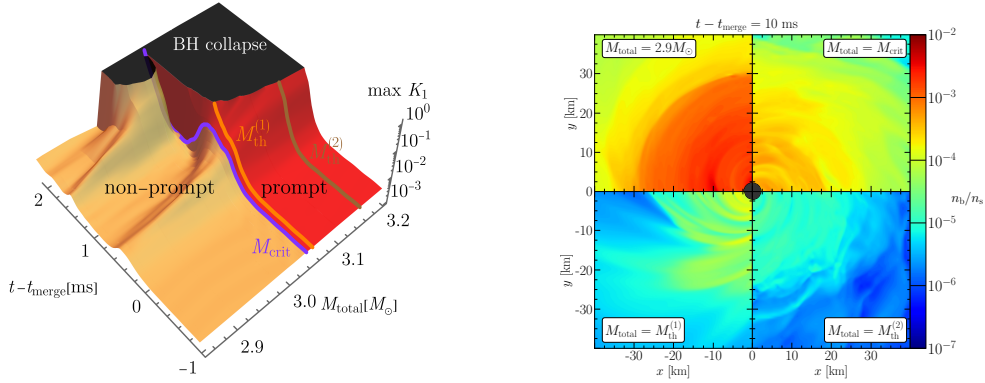 BH collapse
max K₁
10⁰
10⁻¹
10⁻²
10⁻³
M_th^(1)
M_th^(2)
non-prompt
prompt
M_crit
2
1
0
-1
t-t_merge[ms]
2.9
3.0
3.1
3.2
M_total[M_⊙]
t − t_merge = 10 ms
M_total = 2.9M_⊙
M_total = M_crit
M_total = M_th^(1)
M_total = M_th^(2)
y [km]
30
20
10
0
y [km]
0
-10
-20
-30
-30
-20
-10
0
10
20
30
x [km]
x [km]
10⁻²
10⁻³
10⁻⁴
10⁻⁵
10⁻⁶
10⁻⁷
n_b/n_s